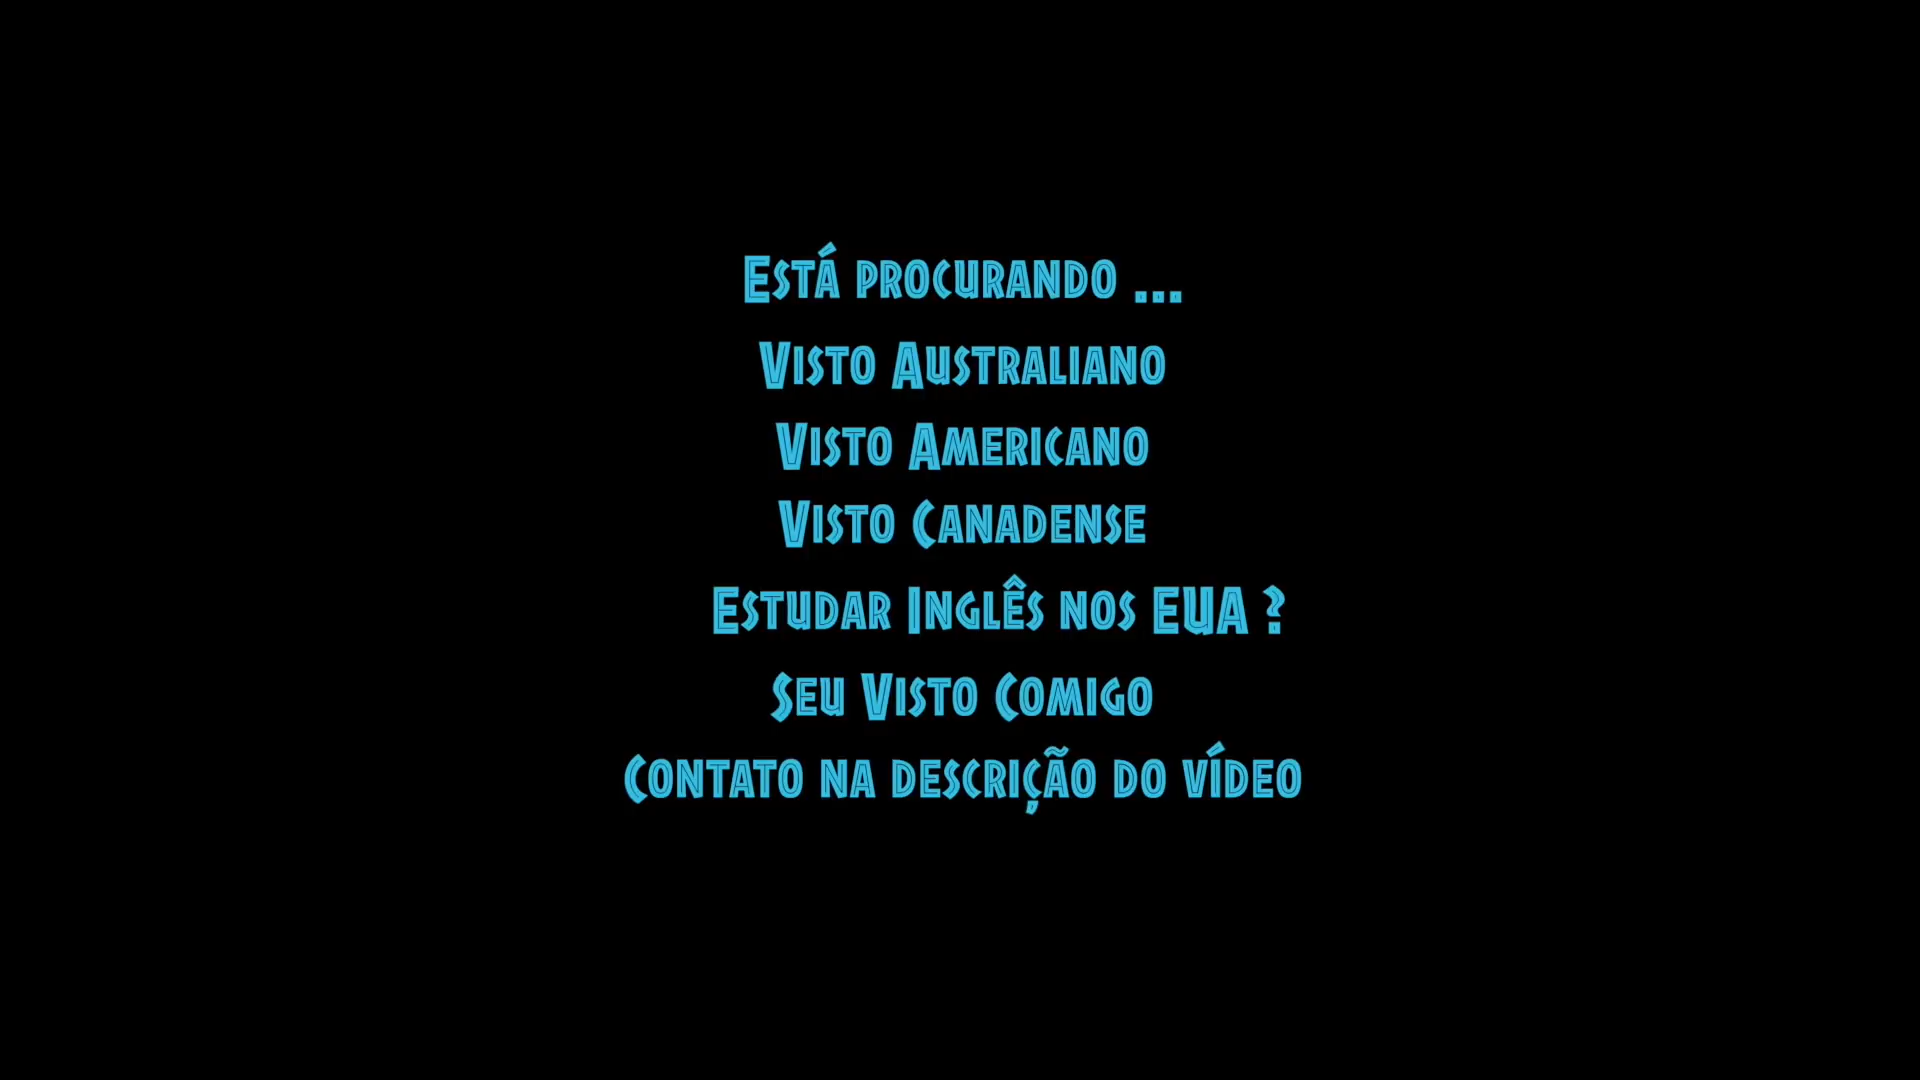 Está procurando ...
Visto Australiano
Visto Americano
Visto Canadense
Estudar Inglês nos EUA ?
Seu Visto Comigo
Contato na descrição do vídeo